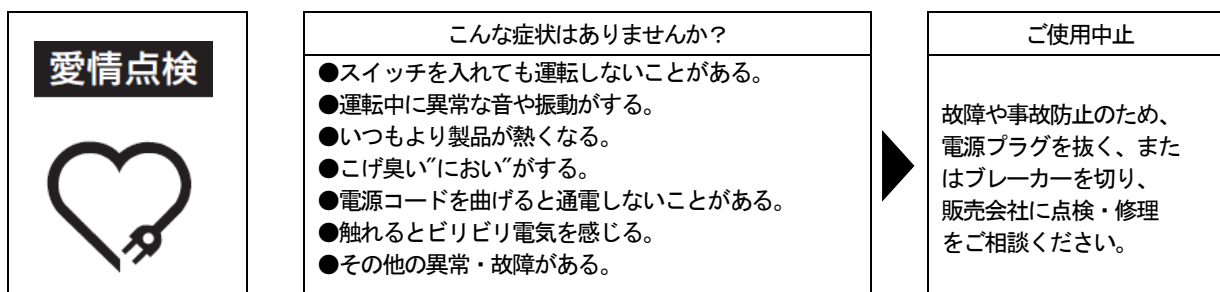 愛情点検
こんな症状はありませんか?
●スイッチを入れても運転しないことがある。
●運転中に異常な音や振動がする。
●いつもより製品が熱くなる。
●こげ臭い″におい″がする。
●電源コードを曲げると通電しないことがある。
●触れるとビリビリ電気を感じる。
●その他の異常・故障がある。
ご使用中止
故障や事故防止のため、
電源プラグを抜く、また
はブレーカーを切り、
販売会社に点検・修理
をご相談ください。